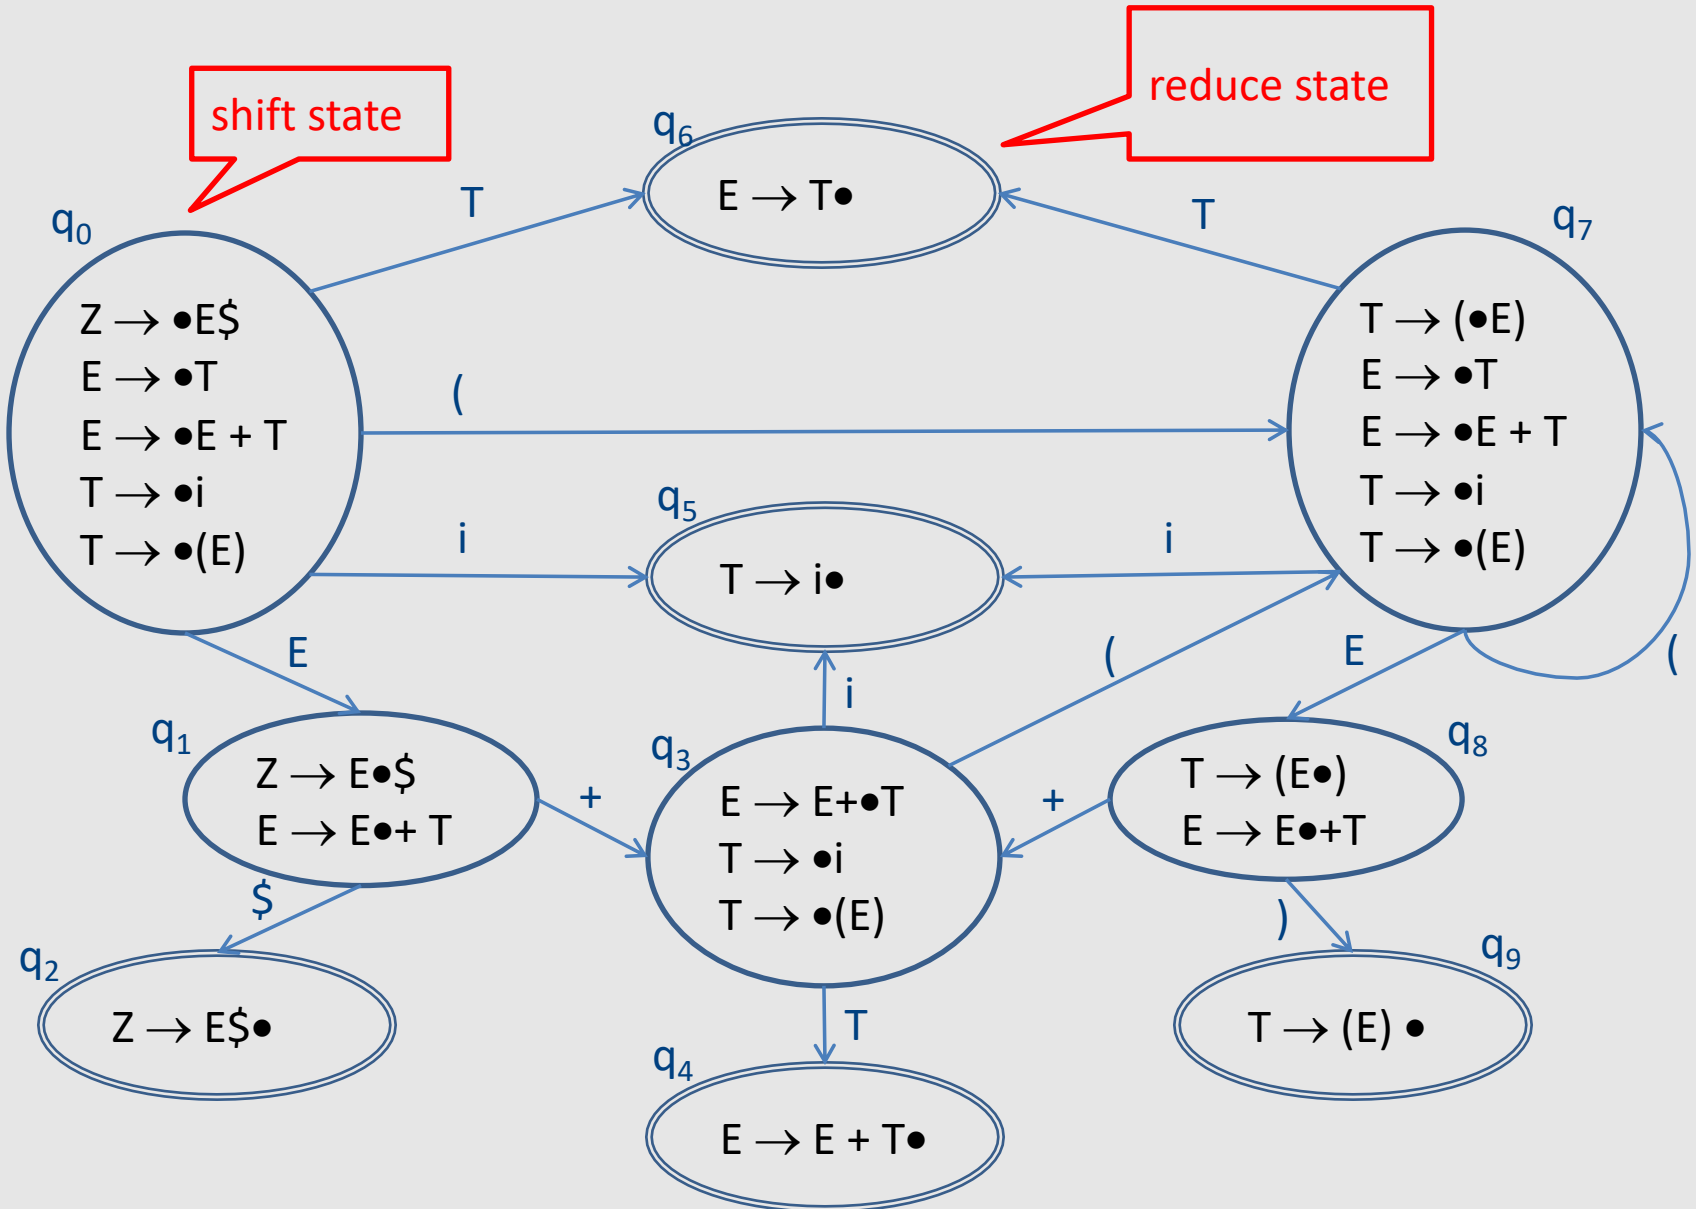 shift state
reduce state
q₆
E → T●
T
T
q₀
Z → ●E$
E → ●T
E → ●E + T
T → ●i
T → ●(E)
q₇
T → (●E)
E → ●T
E → ●E + T
T → ●i
T → ●(E)
(
q₅
T → i●
i
i
E
i
(
E
(
q₁
Z → E●$
E → E●+ T
+
q₃
E → E+●T
T → ●i
T → ●(E)
+
q₈
T → (E●)
E → E●+T
$
)
q₂
Z → E$●
T
q₉
T → (E) ●
q₄
E → E + T●